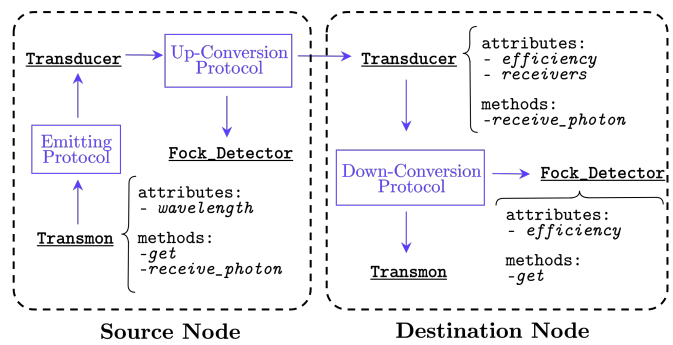 Transducer
Up-Conversion
Protocol
Emitting
Protocol
Fock_Detector
Transmon
attributes:
- wavelength
methods:
-get
-receive_photon
Source Node
Transducer
attributes:
- efficiency
- receivers
methods:
-receive_photon
Down-Conversion
Protocol
Fock_Detector
attributes:
- efficiency
methods:
-get
Transmon
Destination Node